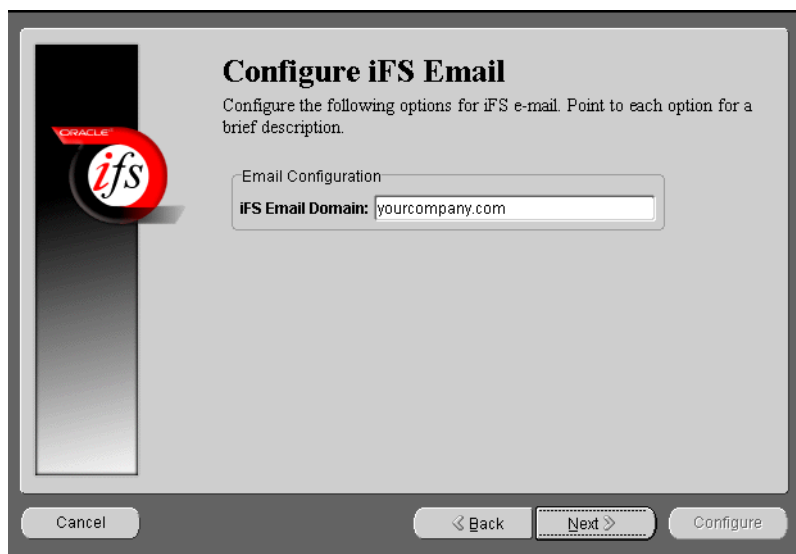 Configure iFS Email
Configure the following options for iFS e-mail. Point to each option for a
brief description.
ORACLE
ifs
Email Configuration
iFS Email Domain: yourcompany.com
Cancel
Back
Next
Configure